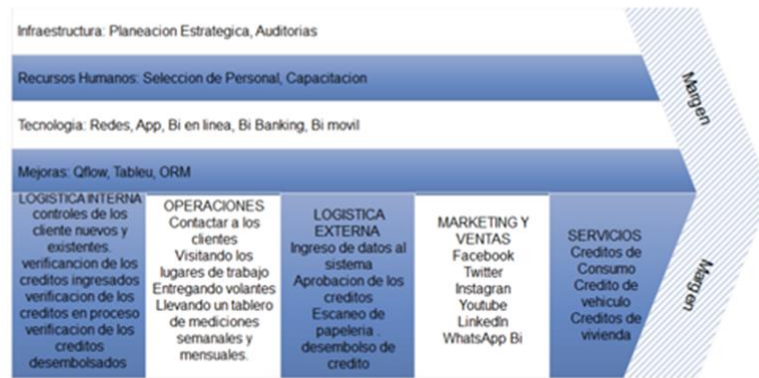 Infraestructura: Planeacion Estrategica, Auditorias
Recursos Humanos: Seleccion de Personal, Capacitacion
Tecnologia: Redes, App, Bi en linea, Bi Banking, Bi movil
Mejoras: Qflow, Tableu, ORM
Margen
LOGISTICA INTERNA
controles de los
cliente nuevos y
existentes.
verificancion de los
creditos ingresados
verificacion de los
creditos en proceso
verificacion de los
creditos
desembolsados
OPERACIONES
Contactar a los
clientes
Visitando los
lugares de trabajo
Entregando volantes
Llevando un tablero
de mediciones
semanales y
mensuales.
LOGISTICA
EXTERNA
Ingreso de datos al
sistema
Aprobacion de los
creditos
Escaneo de
papeleria .
desembolso de
credito
MARKETING Y
VENTAS
Facebook
Twitter
Instagran
Youtube
LinkedIn
WhatsApp Bi
SERVICIOS
Creditos de
Consumo
Credito de
vehiculo
Creditos de
vivienda
Margen